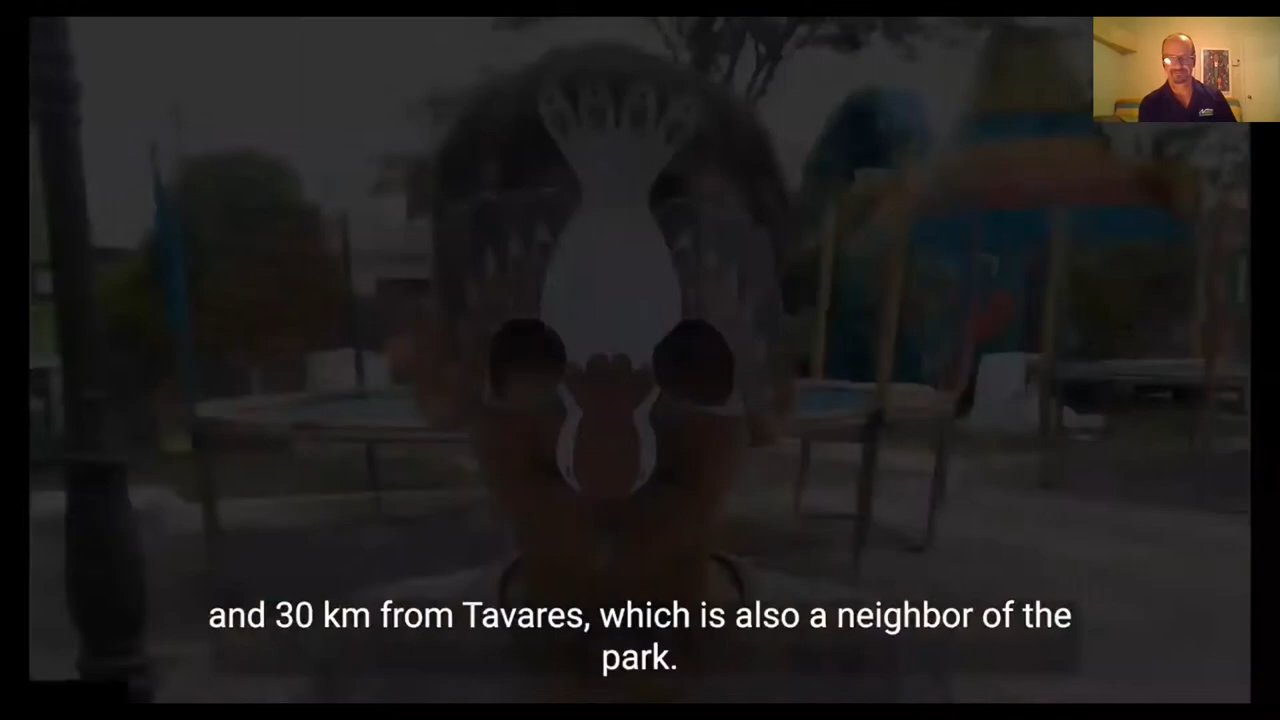 and 30 km from Tavares, which is also a neighbor of the
park.